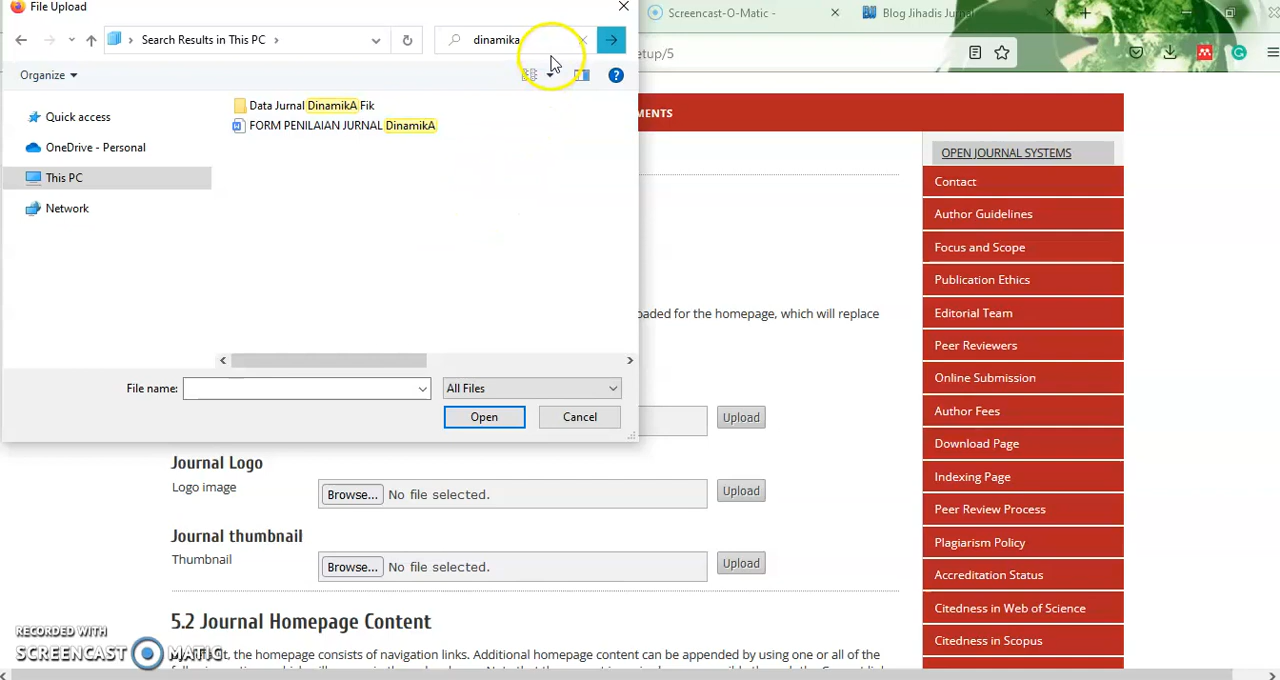 File Upload
Search Results in This PC
dinamika
Organize
Quick access
OneDrive - Personal
This PC
Network
Data Jurnal DinamikA Fik
FORM PENILAIAN JURNAL DinamikA
File name:
All Files
Open
Cancel
Screencast-O-Matic -
Blog Jihadis Jurnal
etup/5
MENTS
oaded for the homepage, which will replace
Upload
Journal Logo
Logo image
Browse... No file selected.
Upload
Journal thumbnail
Thumbnail
Browse... No file selected.
Upload
5.2 Journal Homepage Content
the homepage consists of navigation links. Additional homepage content can be appended by using one or all of the
OPEN JOURNAL SYSTEMS
Contact
Author Guidelines
Focus and Scope
Publication Ethics
Editorial Team
Peer Reviewers
Online Submission
Author Fees
Download Page
Indexing Page
Peer Review Process
Plagiarism Policy
Accreditation Status
Citedness in Web of Science
Citedness in Scopus
RECORDED WITH
SCREENCAST MATIC